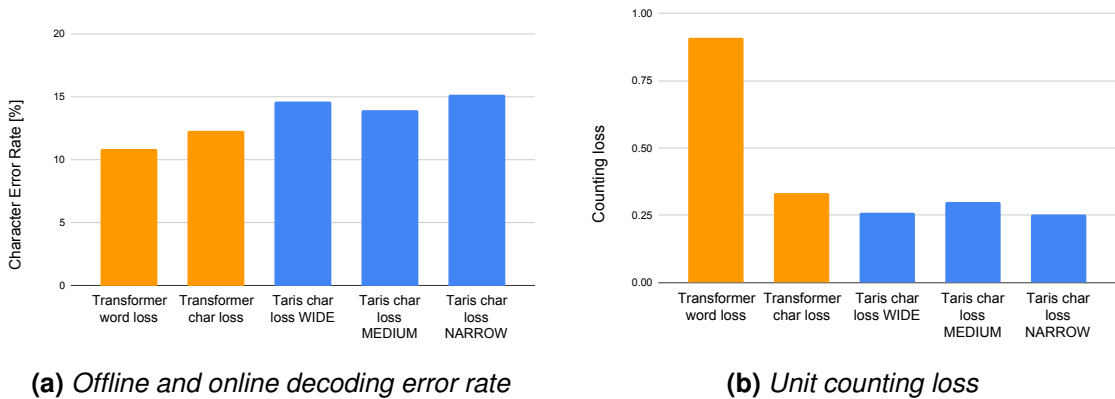 Character Error Rate [%]
20
15
10
5
0
Transformer
word loss
Transformer
char loss
Taris char
loss WIDE
Taris char
loss
MEDIUM
Taris char
loss
NARROW
(a) Offline and online decoding error rate
Counting loss
1.00
0.75
0.50
0.25
0.00
Transformer
word loss
Transformer
char loss
Taris char
loss WIDE
Taris char
loss
MEDIUM
Taris char
loss
NARROW
(b) Unit counting loss